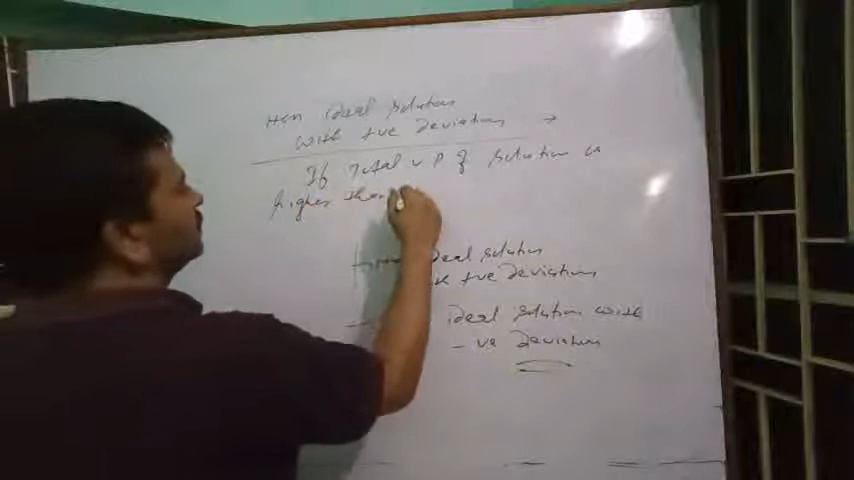 Non ideal solution
with +ve Deviation →
If Total V P of solution is
higher than
ideal solution
+ve Deviation
ideal solution with
- ve Deviation